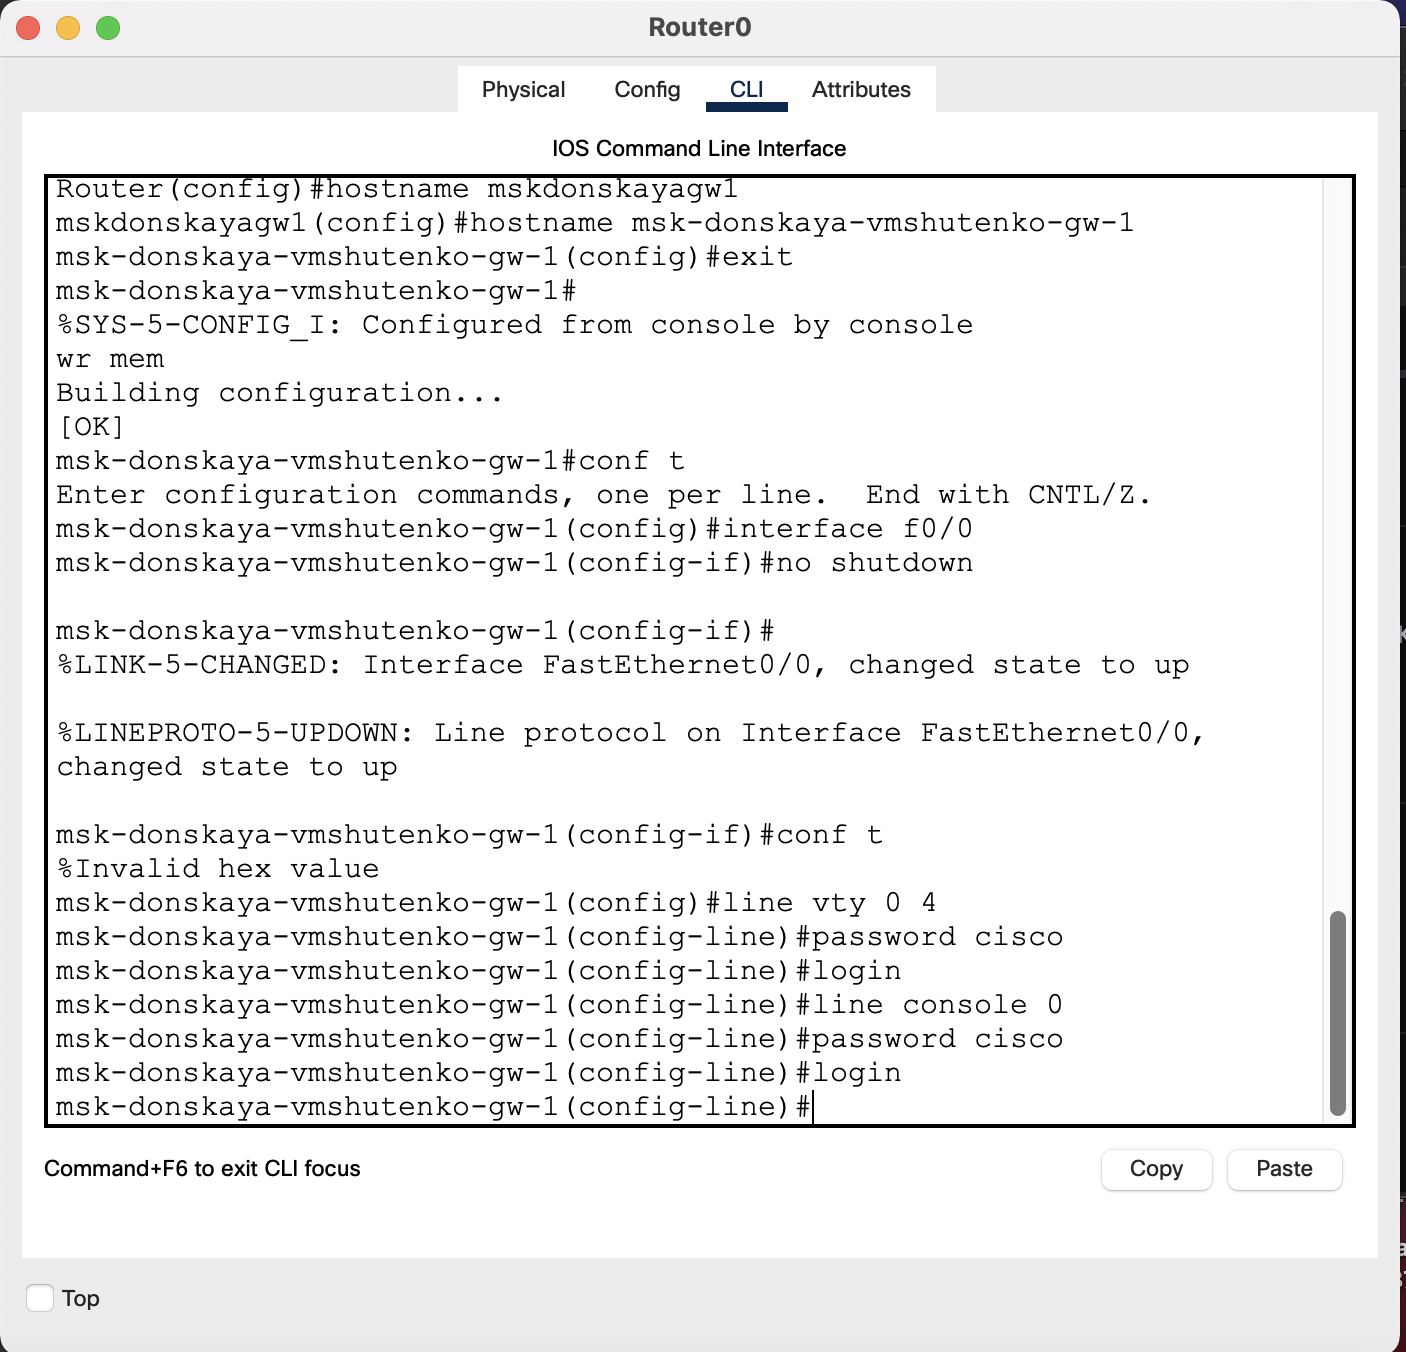 Router0
Physical Config CLI Attributes
IOS Command Line Interface
Router(config)#hostname mskdonskayagw1
mskdonskayagw1(config)#hostname msk-donskaya-vmshutenko-gw-1
msk-donskaya-vmshutenko-gw-1(config)#exit
msk-donskaya-vmshutenko-gw-1#
%SYS-5-CONFIG_I: Configured from console by console
wr mem
Building configuration...
[OK]
msk-donskaya-vmshutenko-gw-1#conf t
Enter configuration commands, one per line.  End with CNTL/Z.
msk-donskaya-vmshutenko-gw-1(config)#interface f0/0
msk-donskaya-vmshutenko-gw-1(config-if)#no shutdown
msk-donskaya-vmshutenko-gw-1(config-if)#
%LINK-5-CHANGED: Interface FastEthernet0/0, changed state to up
%LINEPROTO-5-UPDOWN: Line protocol on Interface FastEthernet0/0,
changed state to up
msk-donskaya-vmshutenko-gw-1(config-if)#conf t
%Invalid hex value
msk-donskaya-vmshutenko-gw-1(config)#line vty 0 4
msk-donskaya-vmshutenko-gw-1(config-line)#password cisco
msk-donskaya-vmshutenko-gw-1(config-line)#login
msk-donskaya-vmshutenko-gw-1(config-line)#line console 0
msk-donskaya-vmshutenko-gw-1(config-line)#password cisco
msk-donskaya-vmshutenko-gw-1(config-line)#login
msk-donskaya-vmshutenko-gw-1(config-line)#
Command+F6 to exit CLI focus
Copy Paste
Top